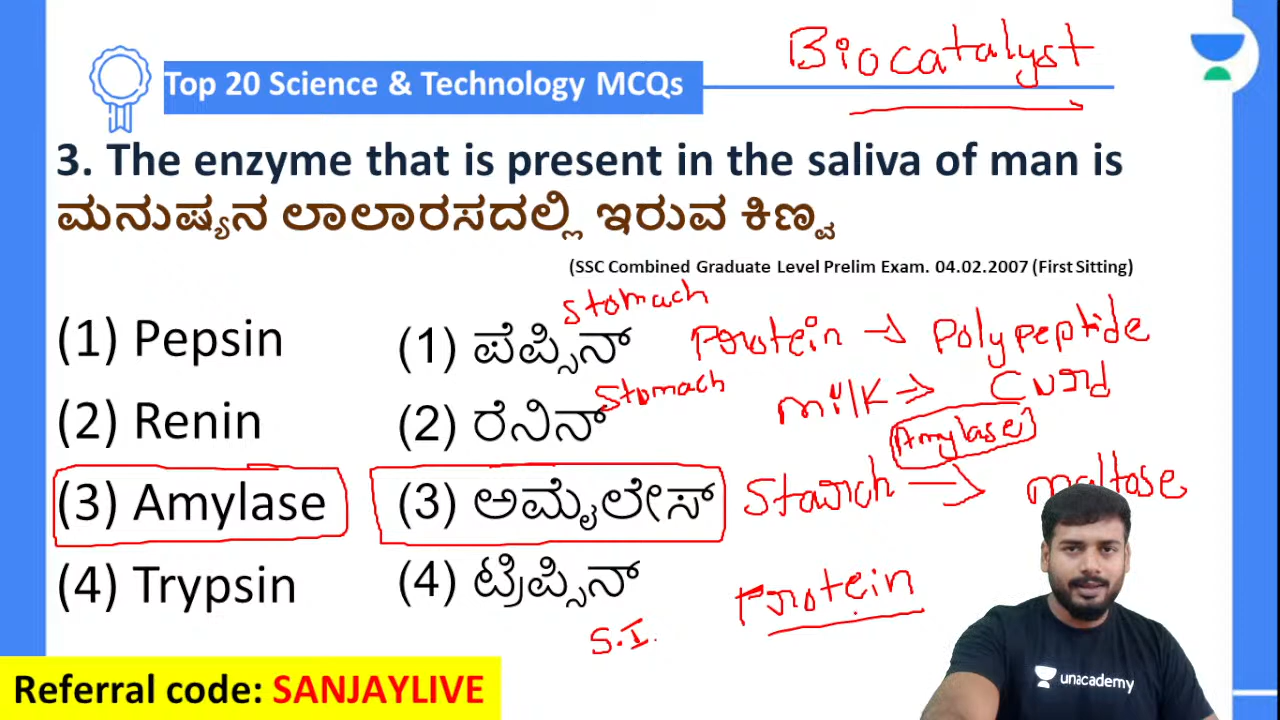 Biocatalyst
Top 20 Science & Technology MCQs
3. The enzyme that is present in the saliva of man is
ಮನುಷ್ಯನ ಲಾಲಾರಸದಲ್ಲಿ ಇರುವ ಕಿಣ್ವ
(SSC Combined Graduate Level Prelim Exam. 04.02.2007 (First Sitting)
stomach
(1) Pepsin (1) ಪೆಪ್ಸಿನ್ Protein → Polypeptide
stomach
(2) Renin (2) ರೆನಿನ್ milk → Curd
Amylase
(3) Amylase (3) ಅಮೈಲೇಸ್ Starch → maltose
(4) Trypsin (4) ಟ್ರಿಪ್ಸಿನ್ Protein
S.I.
unacademy
Referral code: SANJAYLIVE